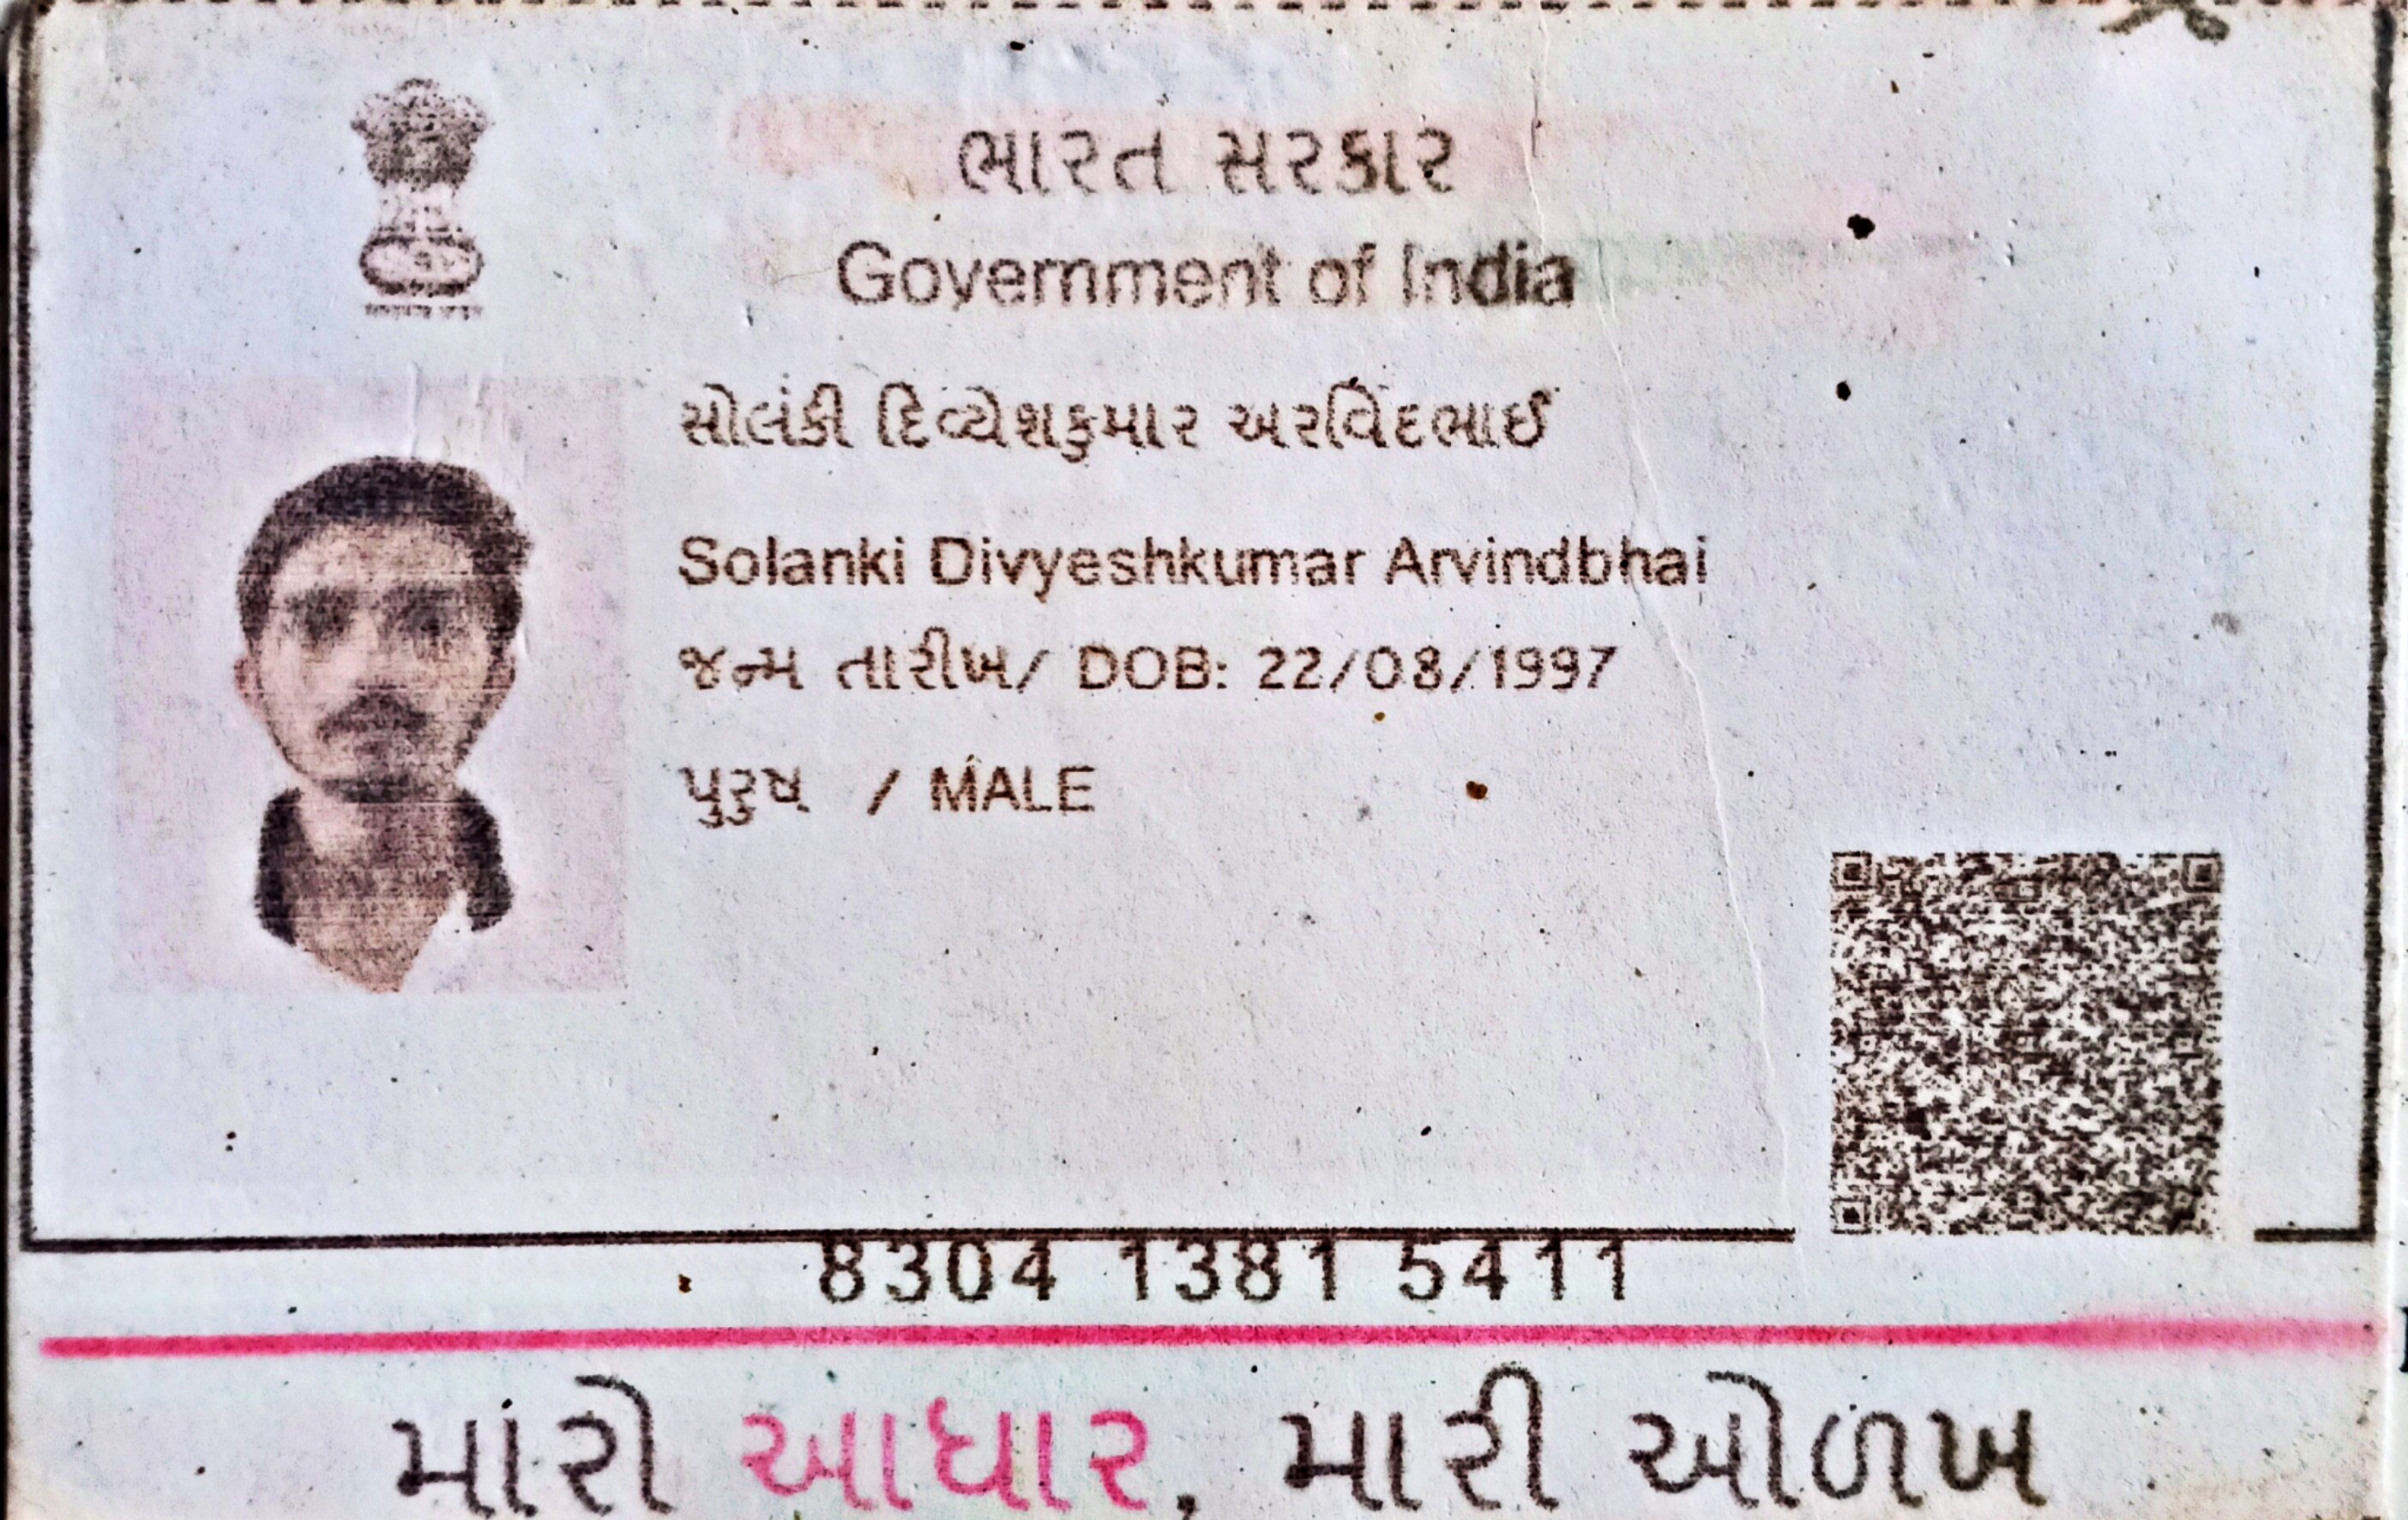 ભારત સરકાર
Government of India
સોલંકી દિવ્યેશકુમાર અરવિંદભાઈ
Solanki Divyeshkumar Arvindbhai
જન્મ તારીખ/ DOB: 22/08/1997
પુરુષ / MALE
8304 1381 5411
મારો આધાર, મારી ઓળખ